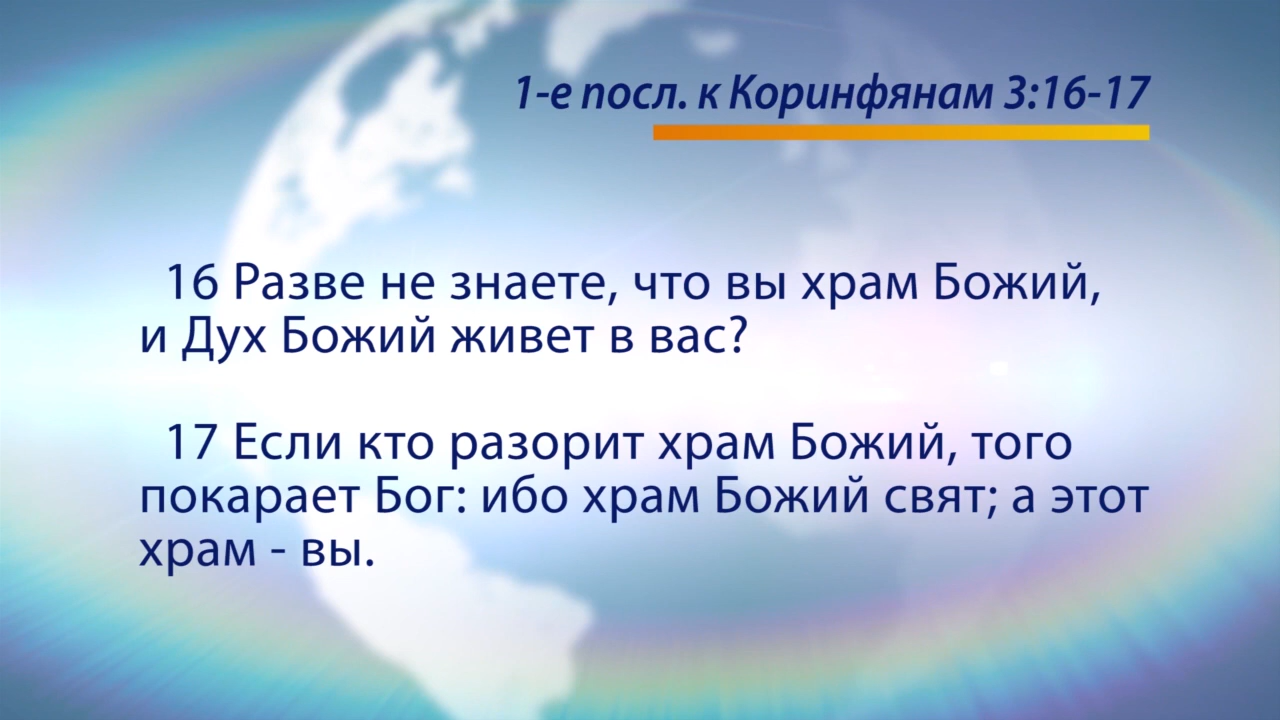 1-е посл. к Коринфянам 3:16-17
16 Разве не знаете, что вы храм Божий,
и Дух Божий живет в вас?
17 Если кто разорит храм Божий, того
покарает Бог: ибо храм Божий свят; а этот
храм - вы.